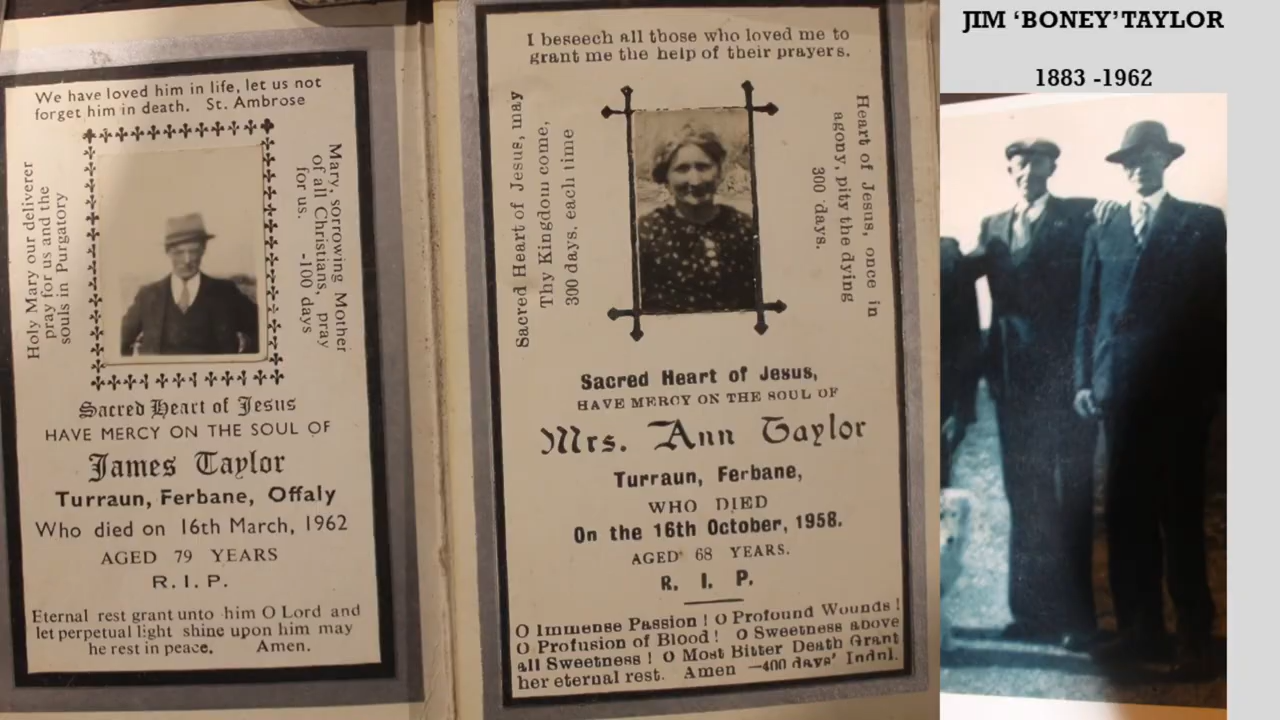 We have loved him in life, let us not
forget him in death. St. Ambrose
Holy Mary our deliverer
pray for us and the
souls in Purgatory
Mary, sorrowing Mother
of all Christians, pray
for us. -100 days
Sacred Heart of Jesus
HAVE MERCY ON THE SOUL OF
James Taylor
Turraun, Ferbane, Offaly
Who died on 16th March, 1962
AGED 79 YEARS
R. I. P.
Eternal rest grant unto him O Lord and
let perpetual light shine upon him may
he rest in peace. Amen.
I beseech all those who loved me to
grant me the help of their prayers.
Sacred Heart of Jesus, may
Thy Kingdom come,
300 days. each time
Heart of Jesus, once in
agony, pity the dying
300 days.
Sacred Heart of Jesus,
HAVE MERCY ON THE SOUL OF
Mrs. Ann Taylor
Turraun, Ferbane,
WHO DIED
On the 16th October, 1958.
AGED 68 YEARS.
R. I. P.
O Immense Passion ! O Profound Wounds !
O Profusion of Blood ! O Sweetness above
all Sweetness ! O Most Bitter Death Grant
her eternal rest. Amen —400 days' Indnl.
JIM ‘BONEY’ TAYLOR
1883 -1962